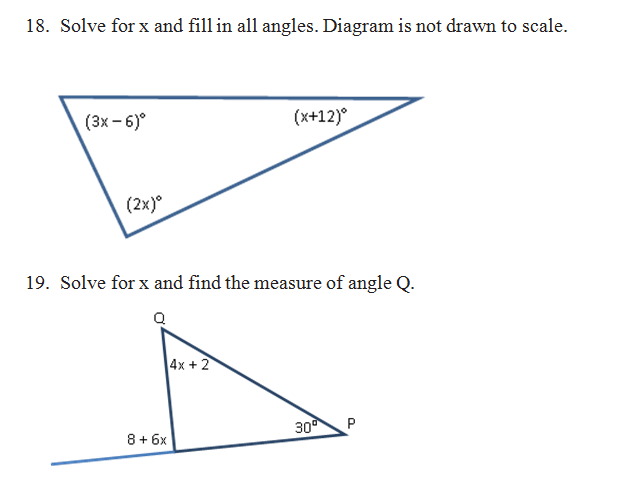 18. Solve for x and fill in all angles. Diagram is not drawn to scale.
(3x – 6)°
(x+12)°
(2x)°
19. Solve for x and find the measure of angle Q.
Q
4x + 2
30° P
8 + 6x